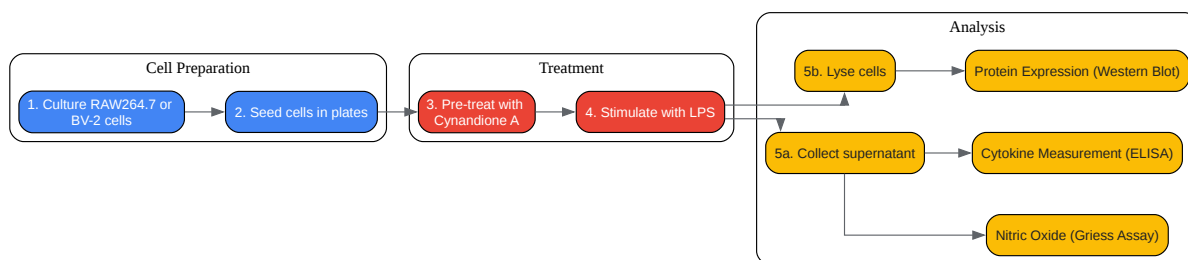 Cell Preparation
1. Culture RAW264.7 or
BV-2 cells
2. Seed cells in plates
Treatment
3. Pre-treat with
Cynandione A
4. Stimulate with LPS
Analysis
5b. Lyse cells
Protein Expression (Western Blot)
5a. Collect supernatant
Cytokine Measurement (ELISA)
Nitric Oxide (Griess Assay)